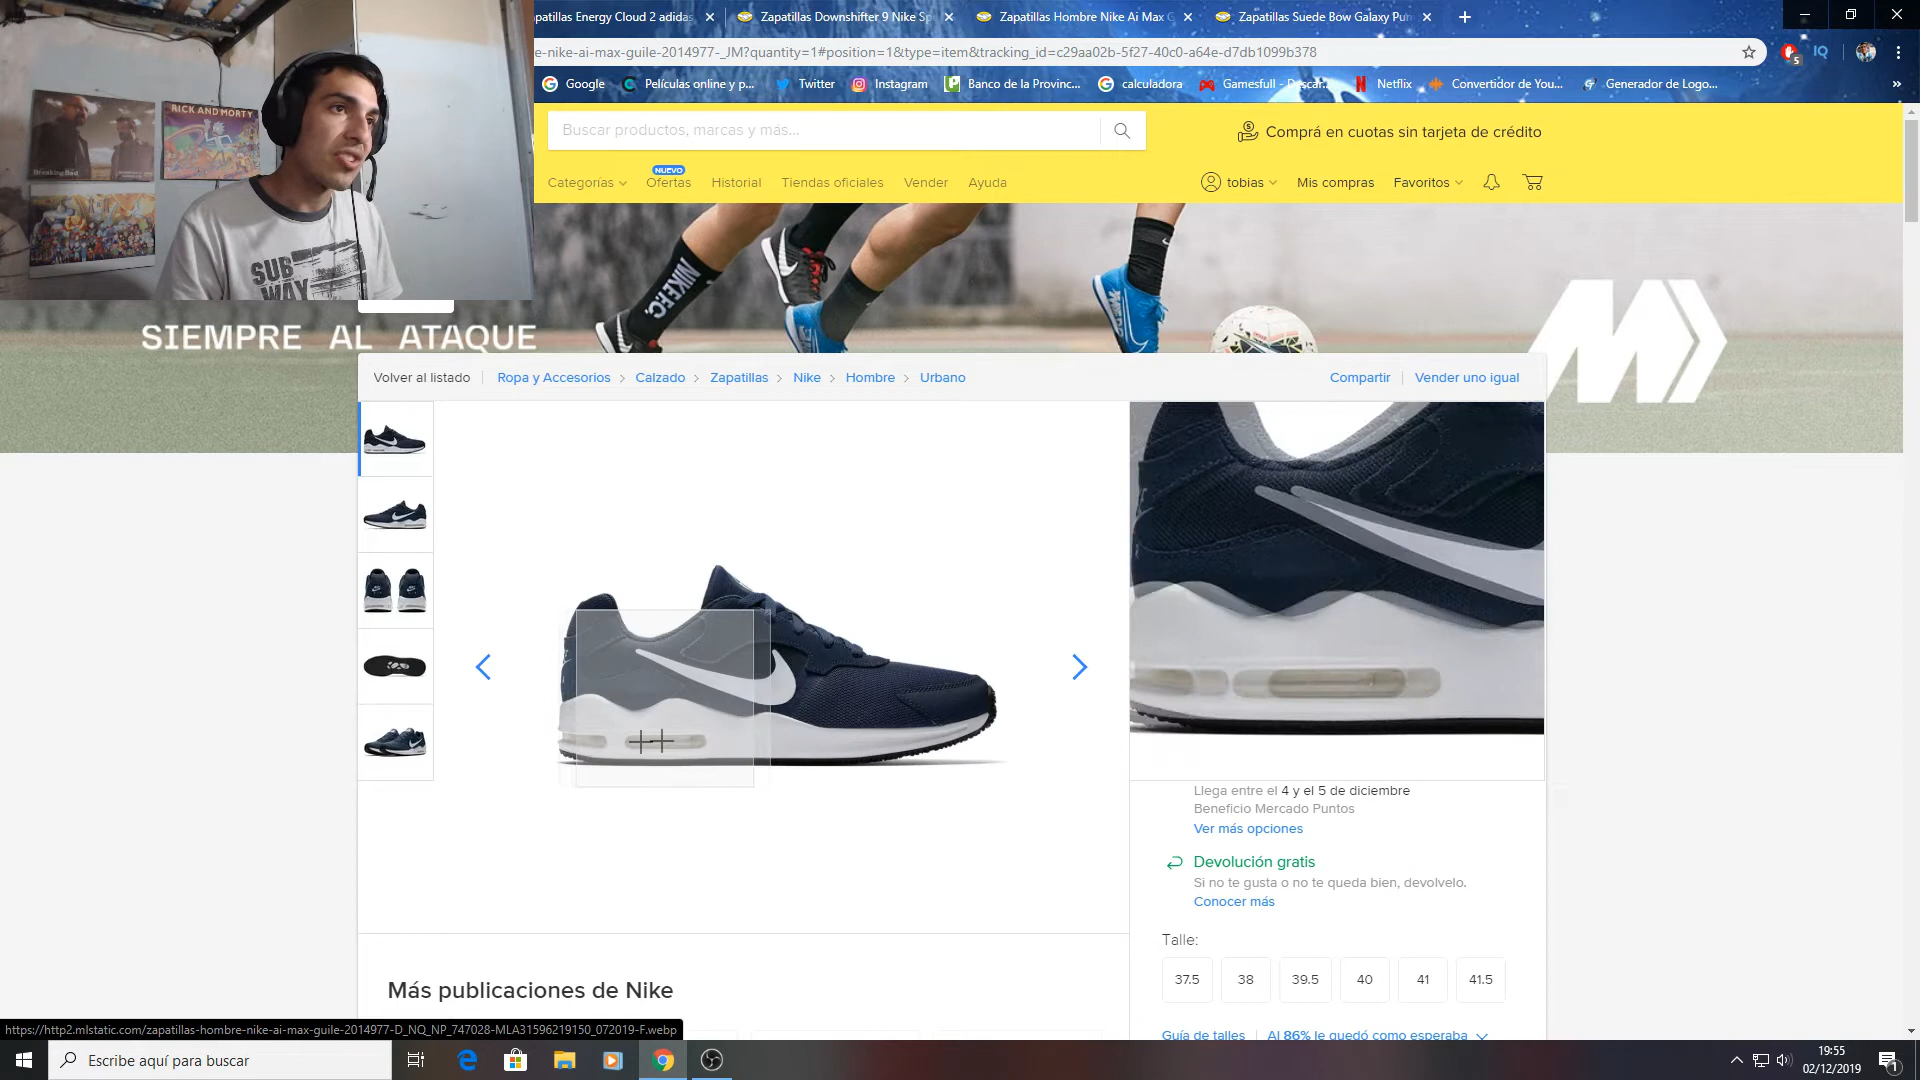 RICK AND MORTY
Breaking Bad
SUB
WAY
apatillas Energy Cloud 2 adidas
Zapatillas Downshifter 9 Nike Sp
Zapatillas Hombre Nike Ai Max G
Zapatillas Suede Bow Galaxy Pum
e-nike-ai-max-guile-2014977-_JM?quantity=1#position=1&type=item&tracking_id=c29aa02b-5f27-40c0-a64e-d7db1099b378
5
IQ
Google
Películas online y p...
Twitter
Instagram
Banco de la Provinc...
calculadora
Gamesfull - Descar...
Netflix
Convertidor de You...
Generador de Logo...
»
Buscar productos, marcas y más...
Comprá en cuotas sin tarjeta de crédito
NUEVO
Categorías
Ofertas
Historial
Tiendas oficiales
Vender
Ayuda
tobias
Mis compras
Favoritos
NIKE F.C.
SIEMPRE AL ATAQUE
Volver al listado
Ropa y Accesorios
Calzado
Zapatillas
Nike
Hombre
Urbano
Compartir
Vender uno igual
Llega entre el 4 y el 5 de diciembre
Beneficio Mercado Puntos
Ver más opciones
Devolución gratis
Si no te gusta o no te queda bien, devolvelo.
Conocer más
Talle:
37.5
38
39.5
40
41
41.5
Más publicaciones de Nike
Guía de talles
Al 86% le quedó como esperaba
https://http2.mlstatic.com/zapatillas-hombre-nike-ai-max-guile-2014977-D_NQ_NP_747028-MLA31596219150_072019-F.webp
Escribe aquí para buscar
19:55
02/12/2019
1